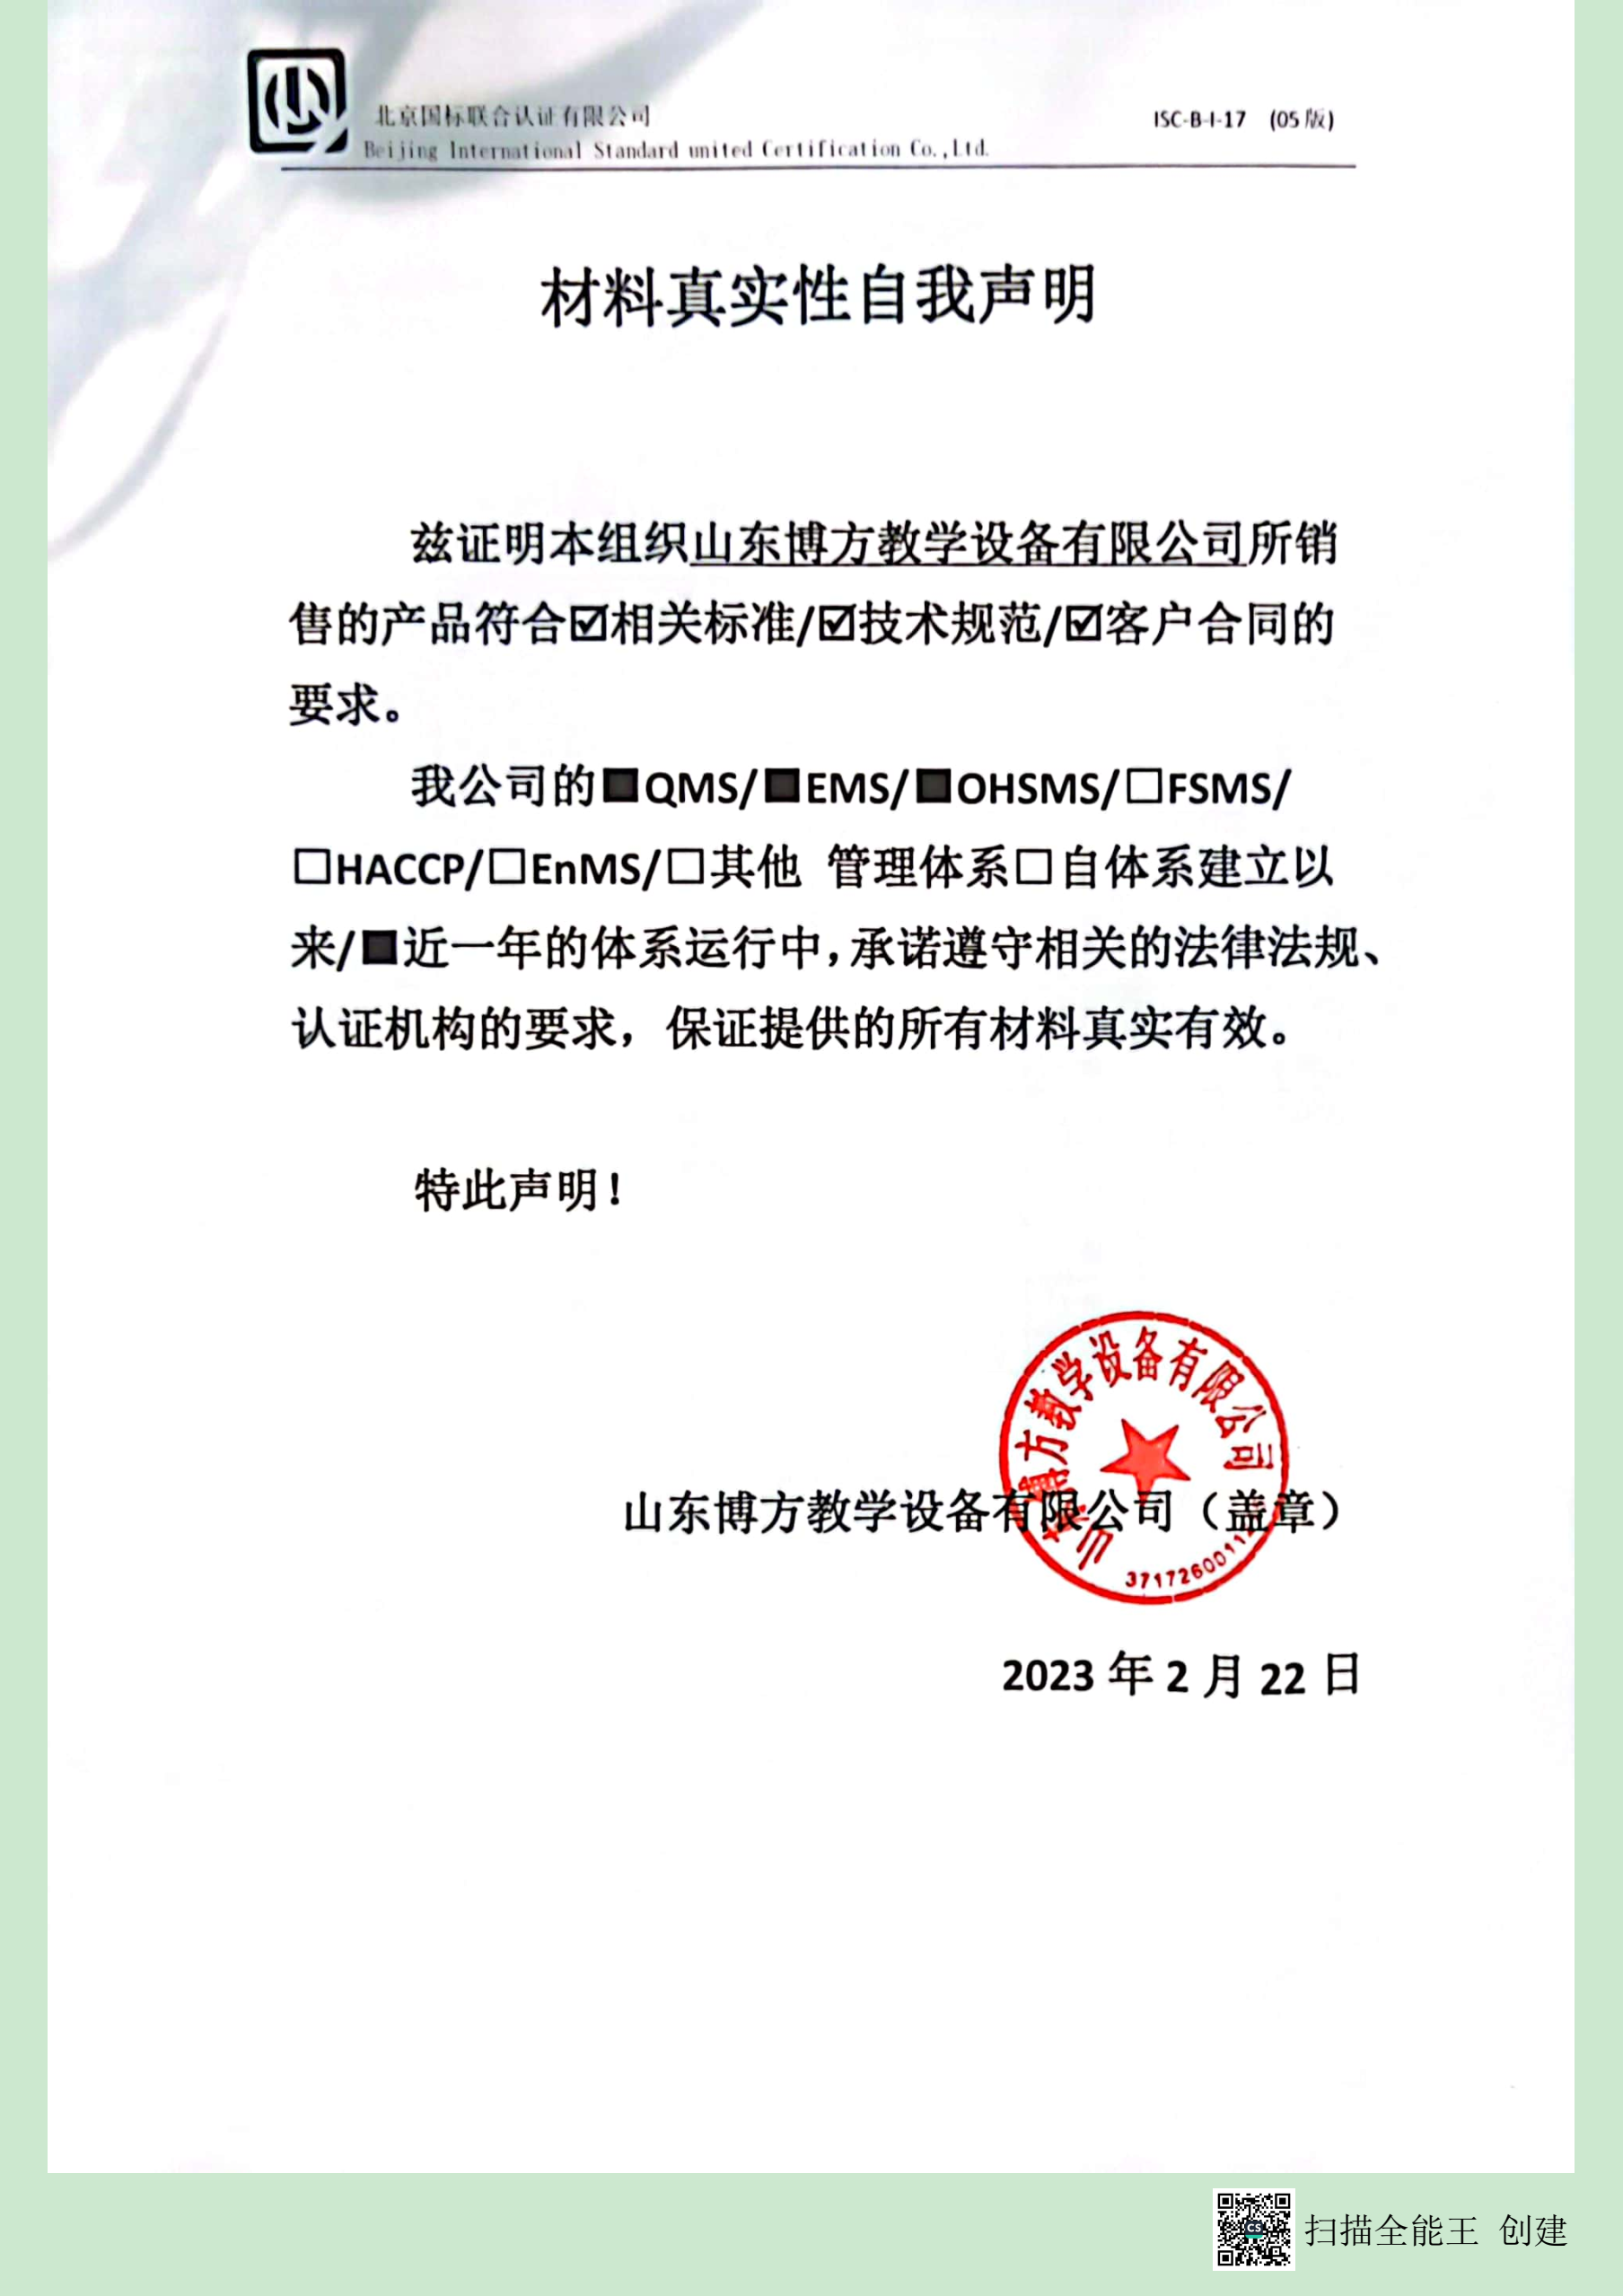 北京国标联合认证有限公司
ISC-B-I-17 (05版)
Beijing International Standard united Certification Co.,Ltd.
材料真实性自我声明
兹证明本组织山东博方教学设备有限公司所销
售的产品符合☑相关标准/☑技术规范/☑客户合同的
要求。
我公司的■QMS/■EMS/■OHSMS/□FSMS/
□HACCP/□EnMS/□其他 管理体系□自体系建立以
来/■近一年的体系运行中,承诺遵守相关的法律法规、
认证机构的要求，保证提供的所有材料真实有效。
特此声明！
山东博方教学设备有限公司
山东博方教学设备有限公司（盖章）
2023 年 2 月 22 日
扫描全能王 创建